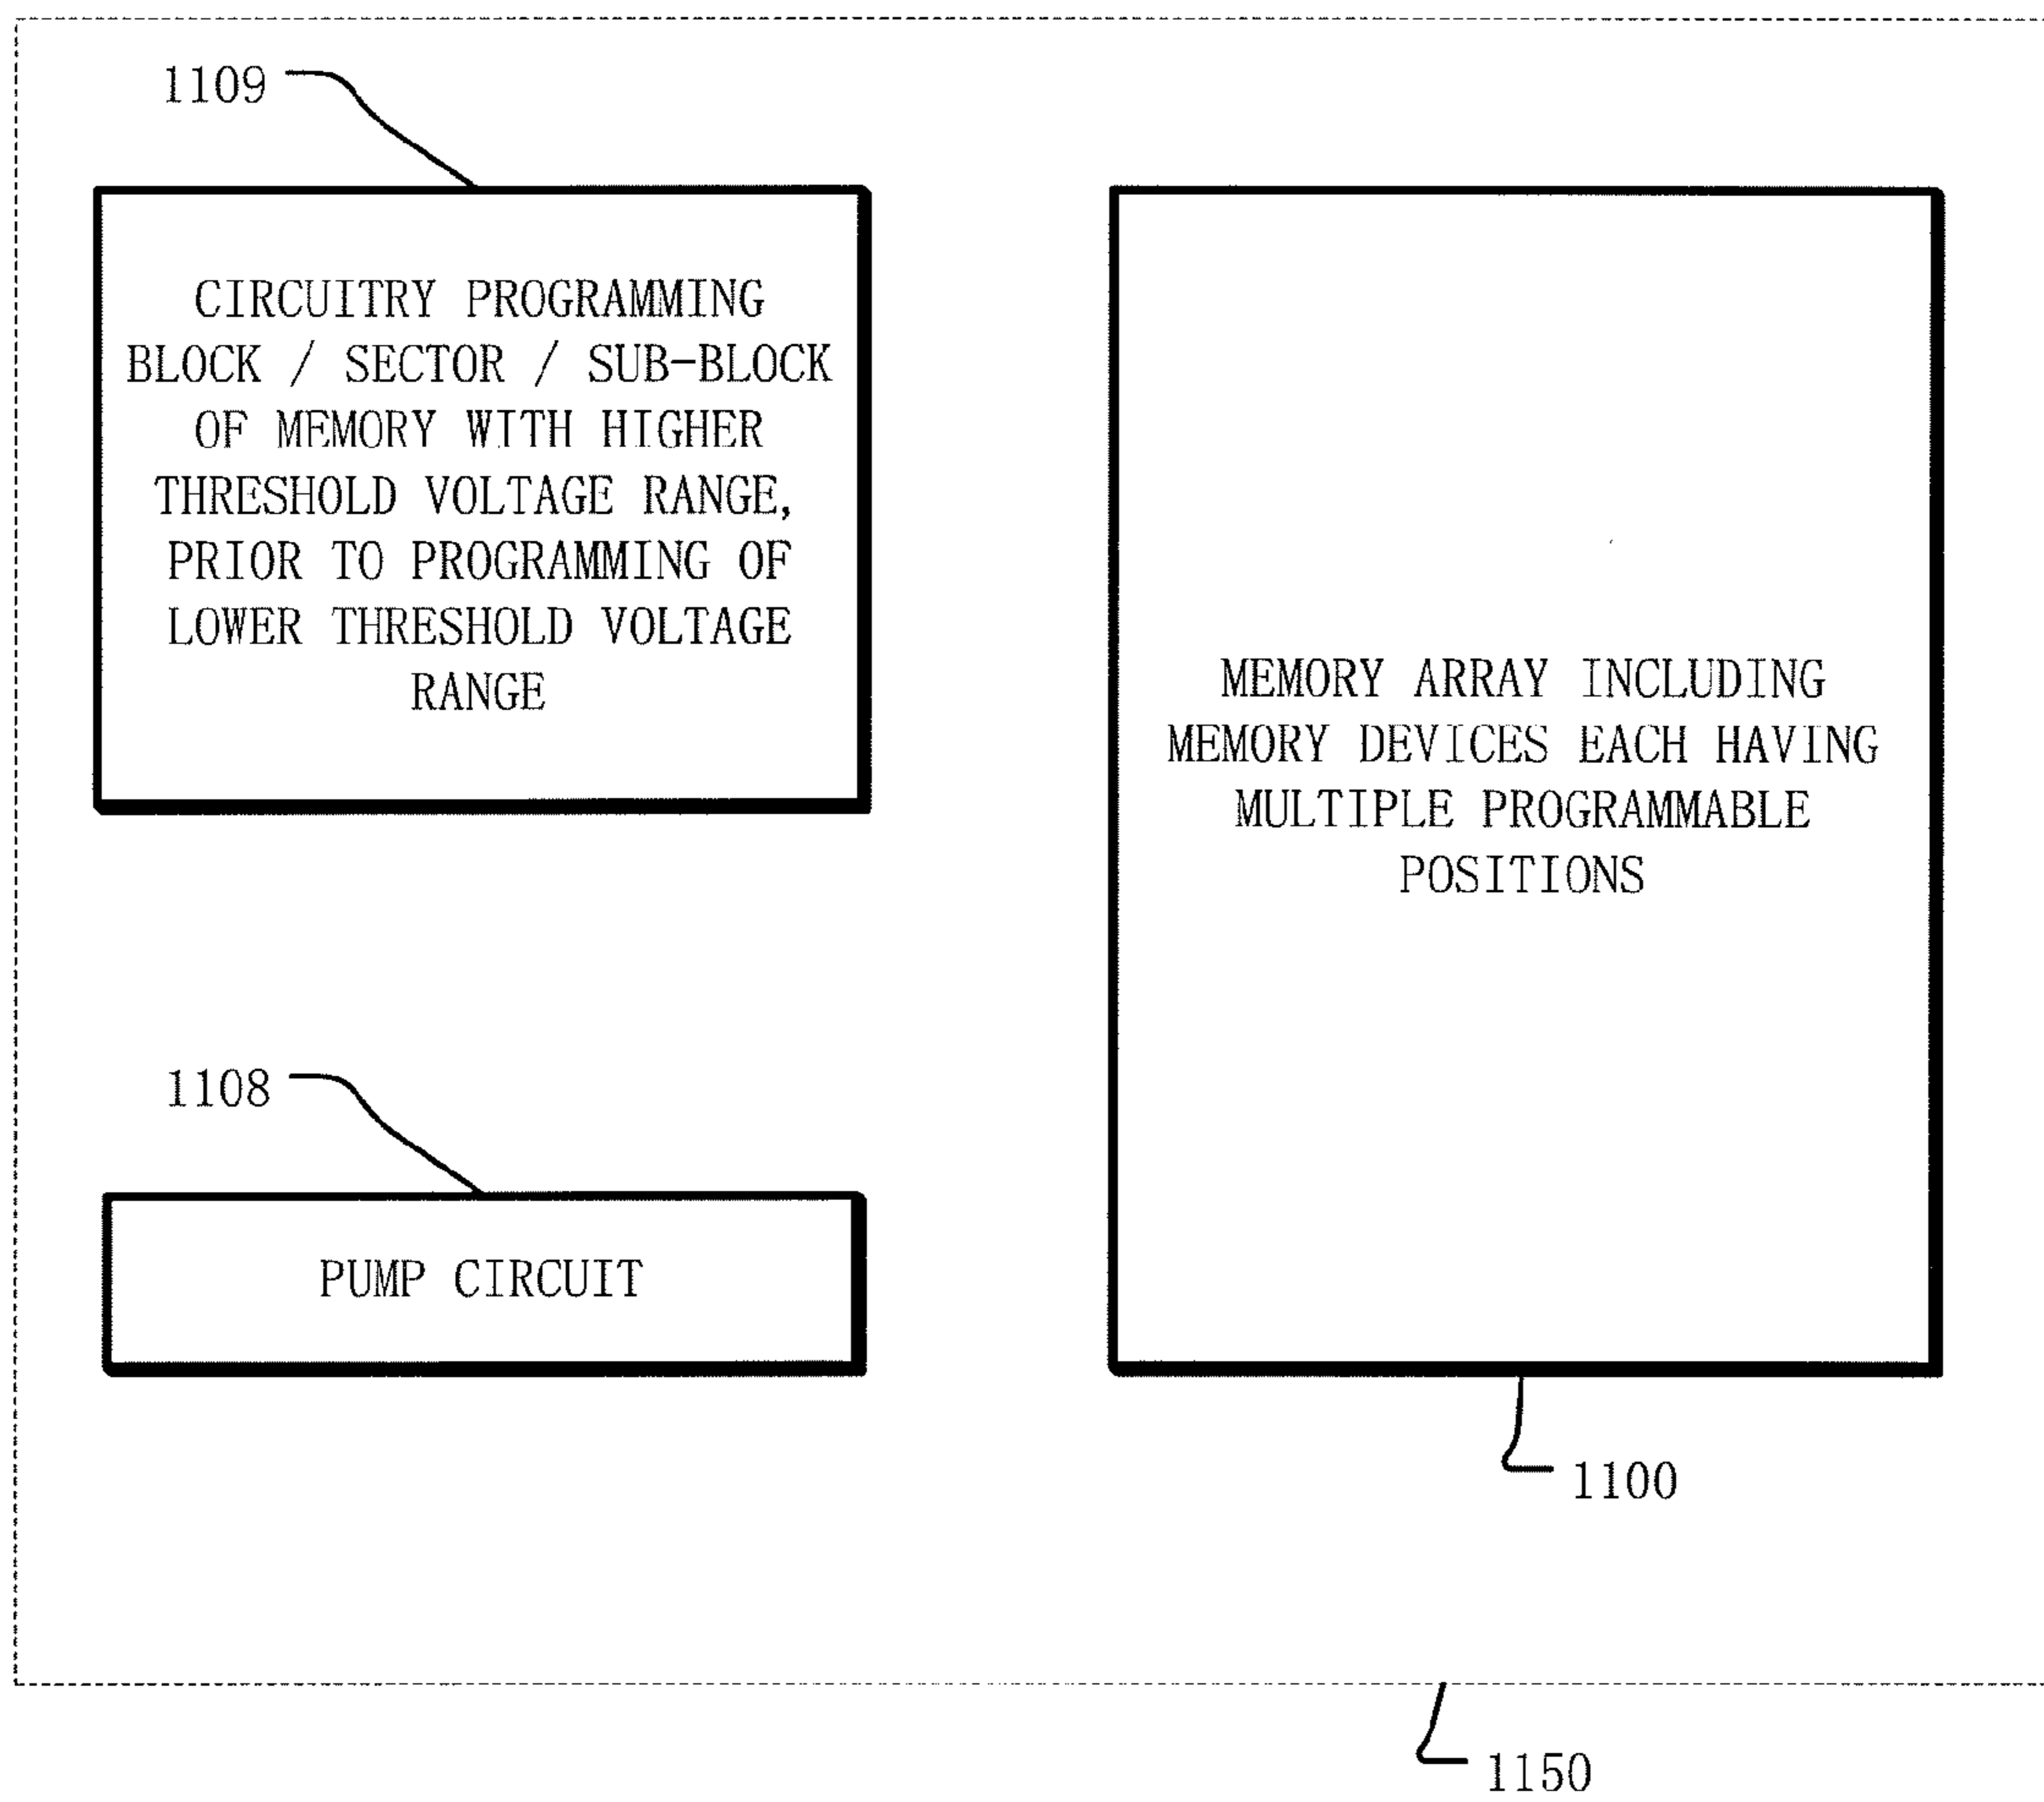 1109
CIRCUITRY PROGRAMMING
BLOCK / SECTOR / SUB-BLOCK
OF MEMORY WITH HIGHER
THRESHOLD VOLTAGE RANGE,
PRIOR TO PROGRAMMING OF
LOWER THRESHOLD VOLTAGE
RANGE
MEMORY ARRAY INCLUDING
MEMORY DEVICES EACH HAVING
MULTIPLE PROGRAMMABLE
POSITIONS
1108
PUMP CIRCUIT
1100
1150